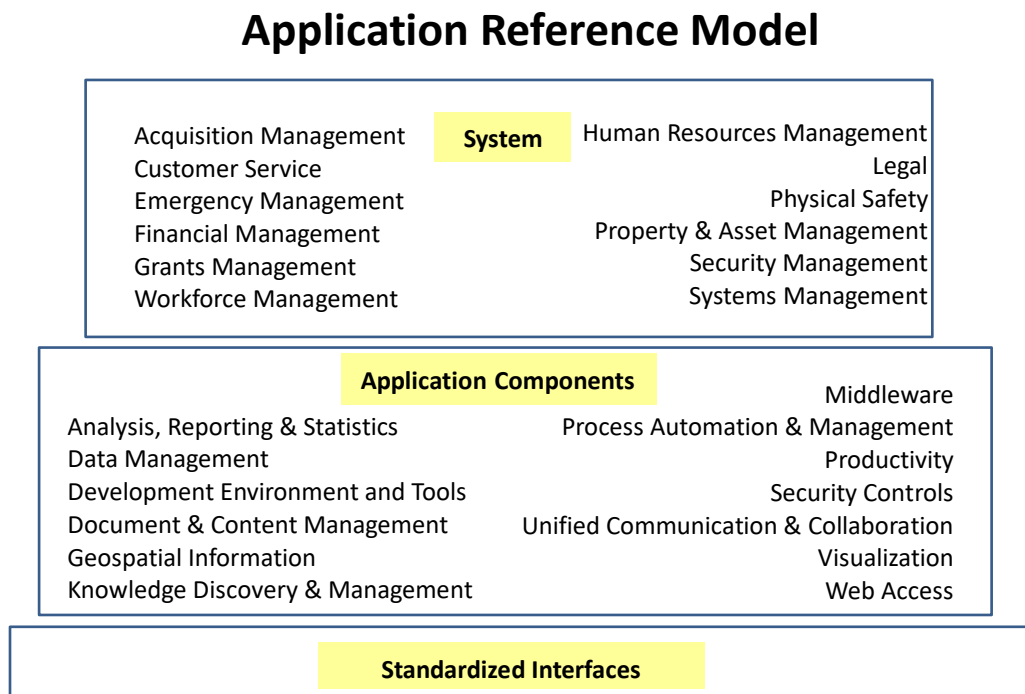 Application Reference Model
System
Acquisition Management
Customer Service
Emergency Management
Financial Management
Grants Management
Workforce Management
Human Resources Management
Legal
Physical Safety
Property & Asset Management
Security Management
Systems Management
Application Components
Analysis, Reporting & Statistics
Data Management
Development Environment and Tools
Document & Content Management
Geospatial Information
Knowledge Discovery & Management
Middleware
Process Automation & Management
Productivity
Security Controls
Unified Communication & Collaboration
Visualization
Web Access
Standardized Interfaces